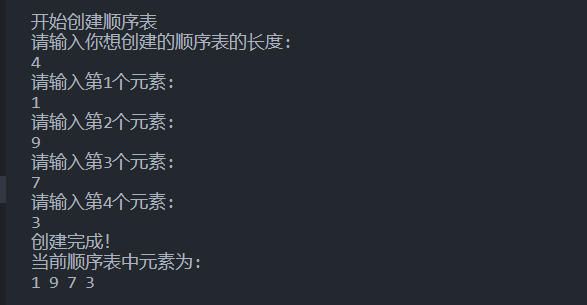 开始创建顺序表
请输入你想创建的顺序表的长度:
4
请输入第1个元素:
1
请输入第2个元素:
9
请输入第3个元素:
7
请输入第4个元素:
3
创建完成!
当前顺序表中元素为:
1 9 7 3